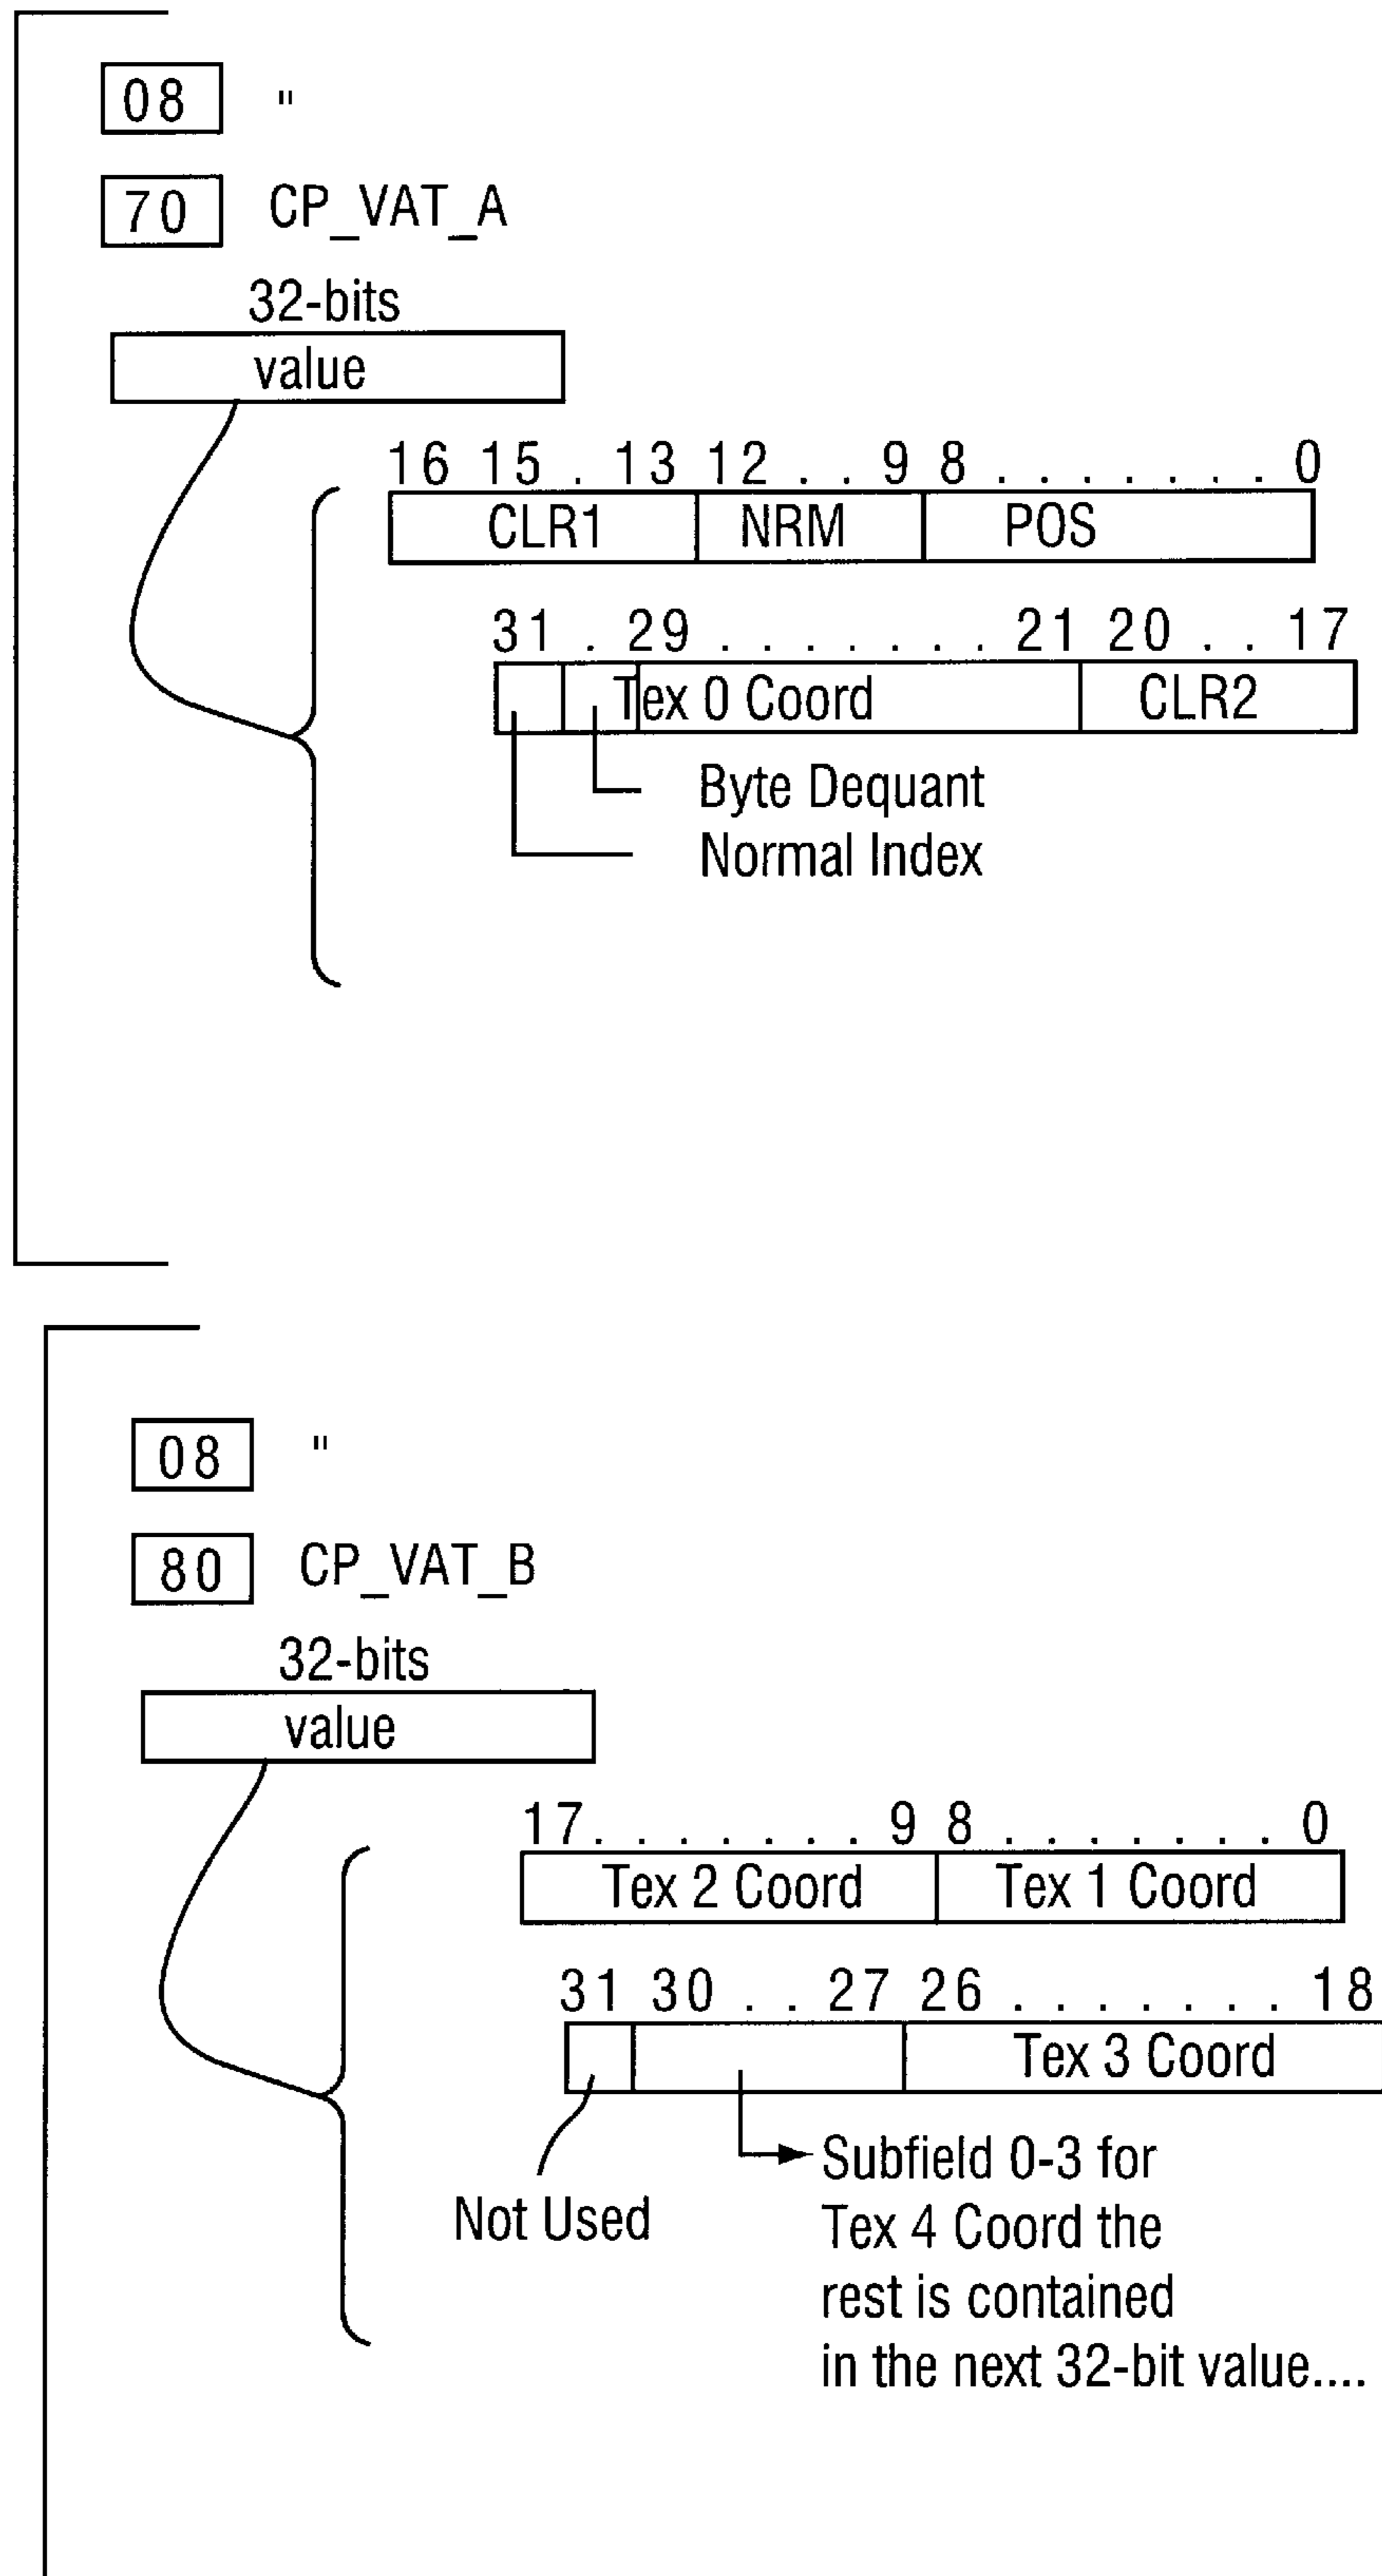 08 "
70 CP_VAT_A
32-bits
value
16 15 . 13 12 . . 9 8 . . . . . . . 0
CLR1 NRM POS
31 . 29 . . . . . . . 21 20 . . 17
Tex 0 Coord CLR2
Byte Dequant
Normal Index
08 "
80 CP_VAT_B
32-bits
value
17. . . . . . . 9 8 . . . . . . . 0
Tex 2 Coord Tex 1 Coord
31 30 . . 27 26 . . . . . . . 18
Tex 3 Coord
Subfield 0-3 for
Not Used Tex 4 Coord the
rest is contained
in the next 32-bit value....